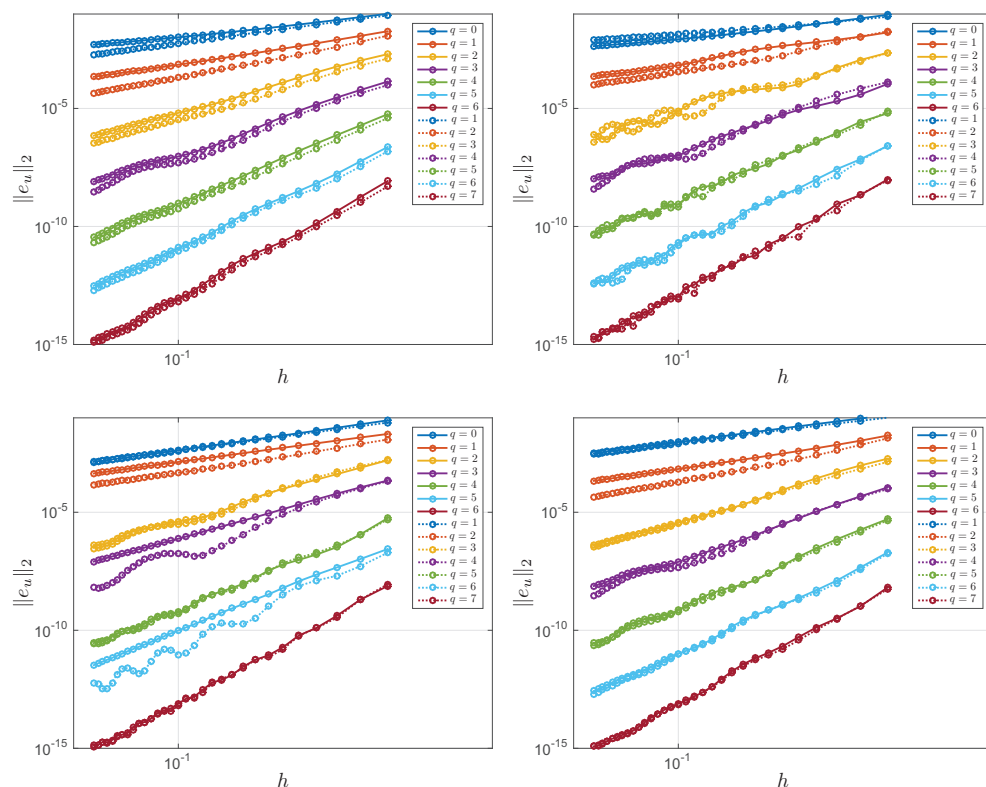 ||e_u||_2
10^{-5}
10^{-10}
10^{-15}
10^{-1}
h
q = 0
q = 1
q = 2
q = 3
q = 4
q = 5
q = 6
q = 1
q = 2
q = 3
q = 4
q = 5
q = 6
q = 7
||e_u||_2
10^{-5}
10^{-10}
10^{-15}
10^{-1}
h
q = 0
q = 1
q = 2
q = 3
q = 4
q = 5
q = 6
q = 1
q = 2
q = 3
q = 4
q = 5
q = 6
q = 7
||e_u||_2
10^{-5}
10^{-10}
10^{-15}
10^{-1}
h
q = 0
q = 1
q = 2
q = 3
q = 4
q = 5
q = 6
q = 1
q = 2
q = 3
q = 4
q = 5
q = 6
q = 7
||e_u||_2
10^{-5}
10^{-10}
10^{-15}
10^{-1}
h
q = 0
q = 1
q = 2
q = 3
q = 4
q = 5
q = 6
q = 1
q = 2
q = 3
q = 4
q = 5
q = 6
q = 7